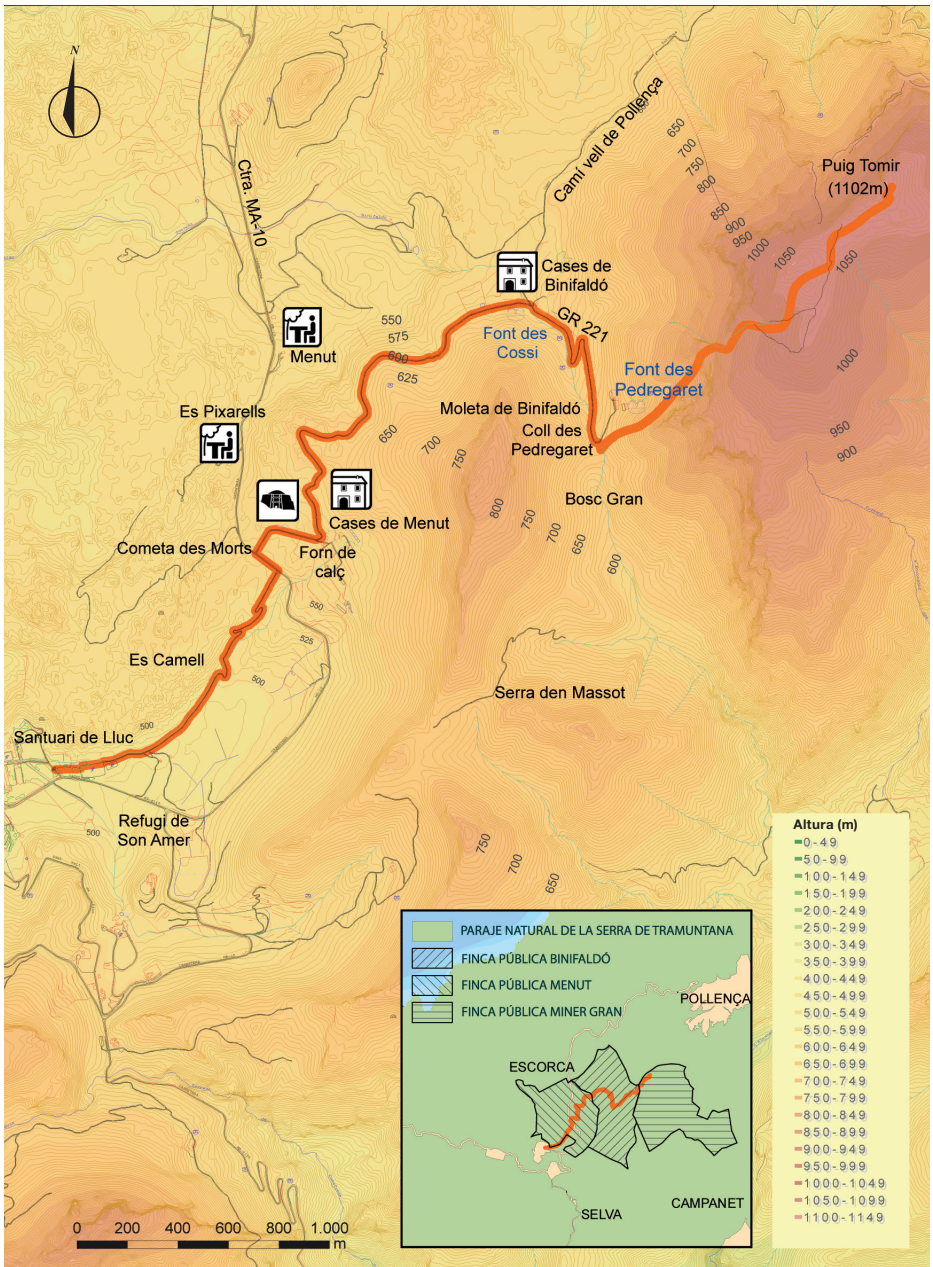 N
Camí vell de Pollença
650
700
750
800
850
900
950
1000
1050
1050
Puig Tomir
(1102m)
Ctra. MA-10
Cases de
Binifaldó
GR 221
550
575
600
625
Font des
Cossi
Menut
Font des
Pedregaret
1000
Es Pixarells
Moleta de Binifaldó
Coll des
Pedregaret
650
700
750
950
900
Bosc Gran
800
750
700
650
600
Cases de Menut
Cometa des Morts
Forn de
calç
550
525
Es Camell
500
Serra den Massot
500
Santuari de Lluc
Refugi de
Son Amer
500
750
700
650
Altura (m)
0-49
50-99
100-149
150-199
200-249
250-299
300-349
350-399
400-449
450-499
500-549
550-599
600-649
650-699
700-749
750-799
800-849
850-899
900-949
950-999
1000-1049
1050-1099
1100-1149
PARAJE NATURAL DE LA SERRA DE TRAMUNTANA
FINCA PÚBLICA BINIFALDÓ
FINCA PÚBLICA MENUT
FINCA PÚBLICA MINER GRAN
POLLENÇA
ESCORCA
SELVA
CAMPANET
0 200 400 600 800 1.000
m